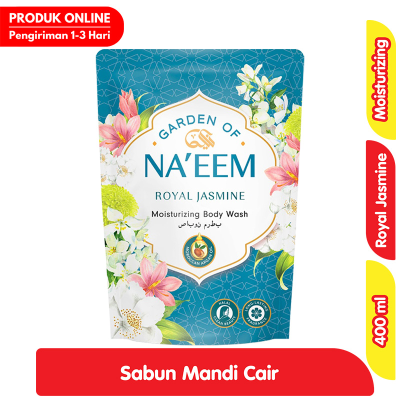 PRODUK ONLINE
Pengiriman 1-3 Hari
GARDEN OF
NA'EEM
ROYAL JASMINE
Moisturizing Body Wash
Moisturizing
Royal Jasmine
400 ml
Sabun Mandi Cair